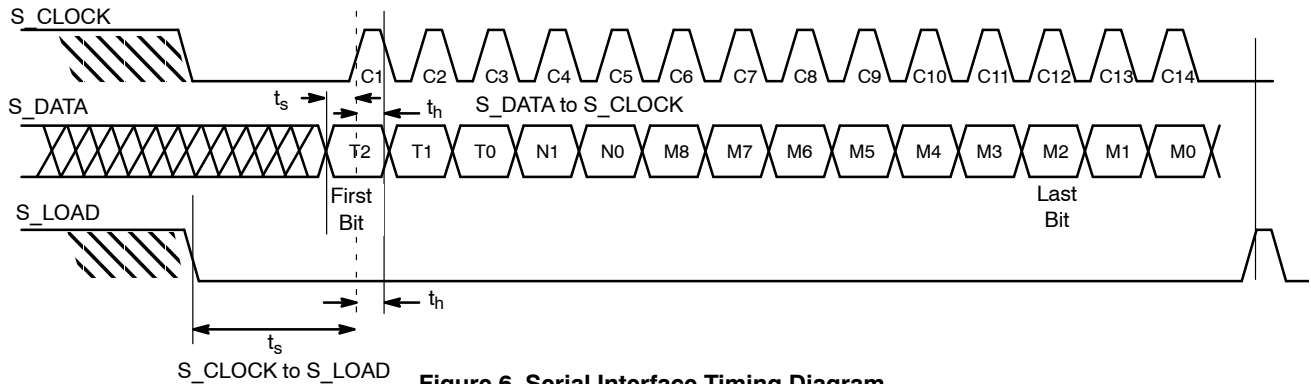 S_CLOCK
C1 C2 C3 C4 C5 C6 C7 C8 C9 C10 C11 C12 C13 C14
ts
S_DATA
th
S_DATA to S_CLOCK
T2 T1 T0 N1 N0 M8 M7 M6 M5 M4 M3 M2 M1 M0
First
Bit
Last
Bit
S_LOAD
th
ts
S_CLOCK to S_LOAD
Figure 6. Serial Interface Timing Diagram